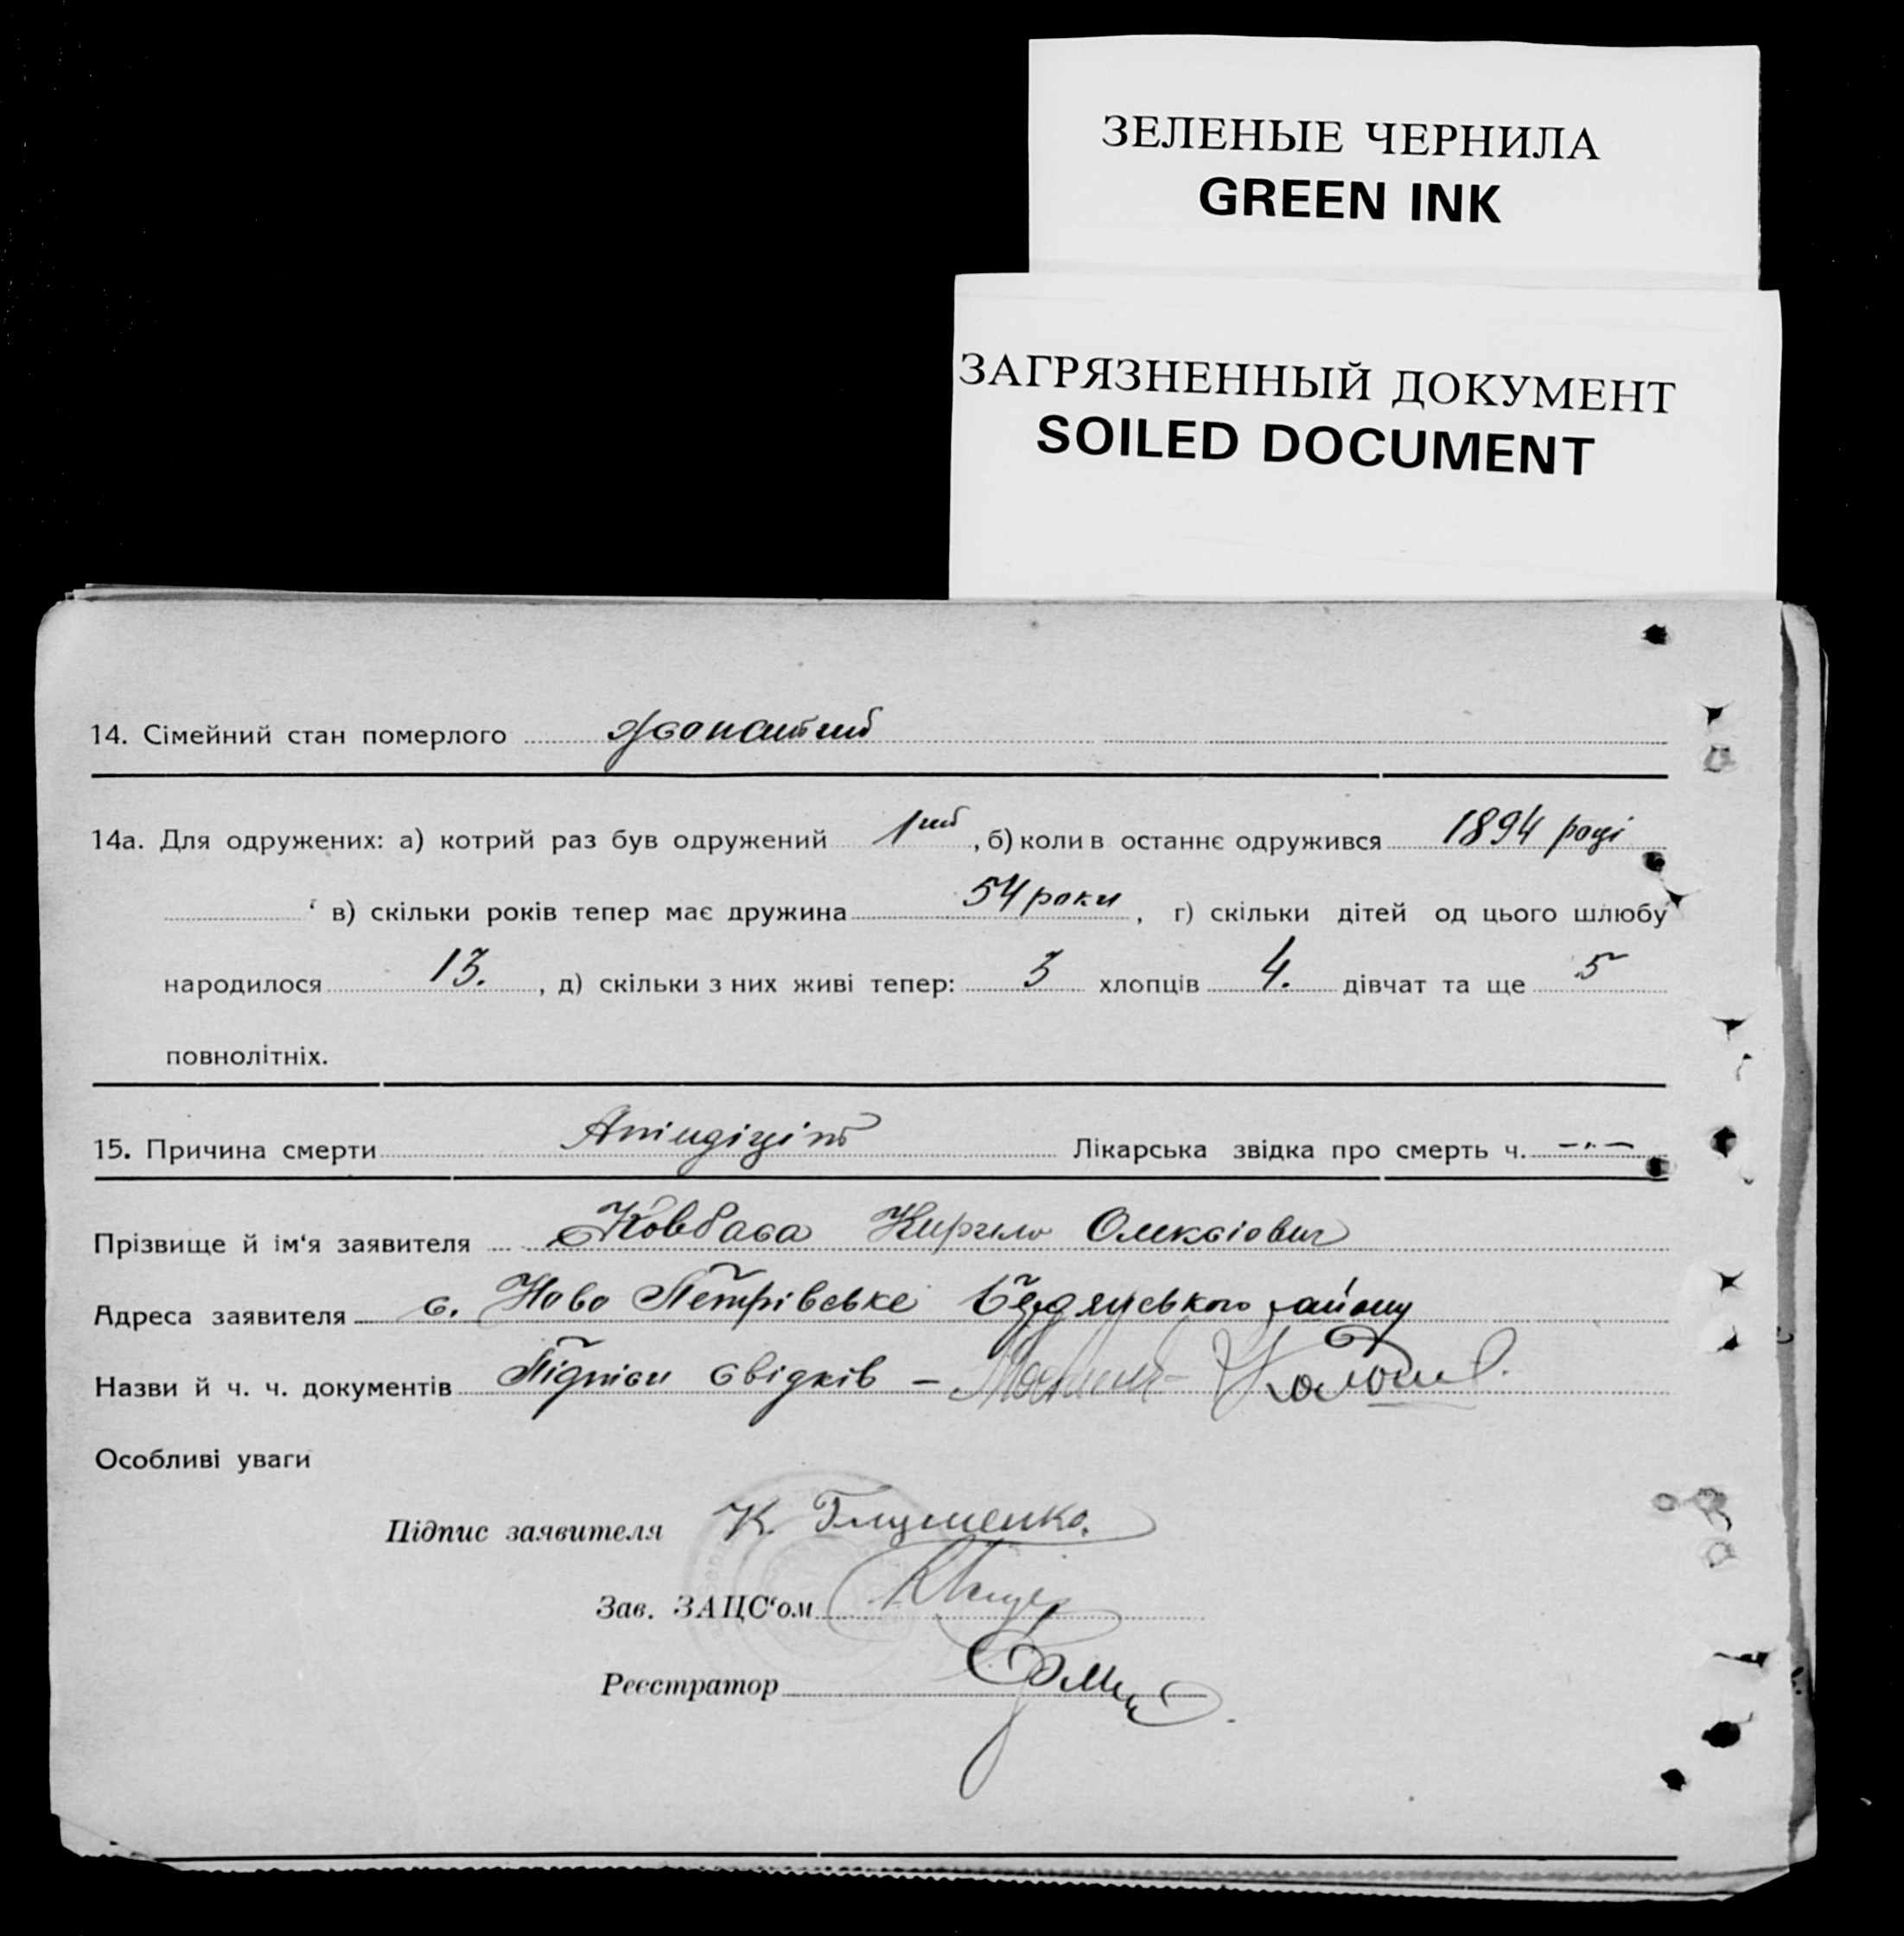 ЗЕЛЕНЫЕ ЧЕРНИЛА
GREEN INK
ЗАГРЯЗНЕННЫЙ ДОКУМЕНТ
SOILED DOCUMENT
14. Сімейний стан померлого жонатий
14а. Для одружених: а) котрий раз був одружений 1ий, б) коли в останнє одружився 1894 році
в) скільки років тепер має дружина 54 роки, г) скільки дітей од цього шлюбу
народилося 13., д) скільки з них живі тепер: 3 хлопців 4. дівчат та ще 5
повнолітніх.
15. Причина смерти Апіндіціт Лікарська звідка про смерть ч. -"-
Прізвище й ім'я заявителя Ковбаса Кирило Олексіович
Адреса заявителя с. Ново Петрівське Бердянського району
Назви й ч. ч. документів Підписи свідків -
Особливі уваги
Підпис заявителя К.
Зав. ЗАЦС'ом
Реєстратор